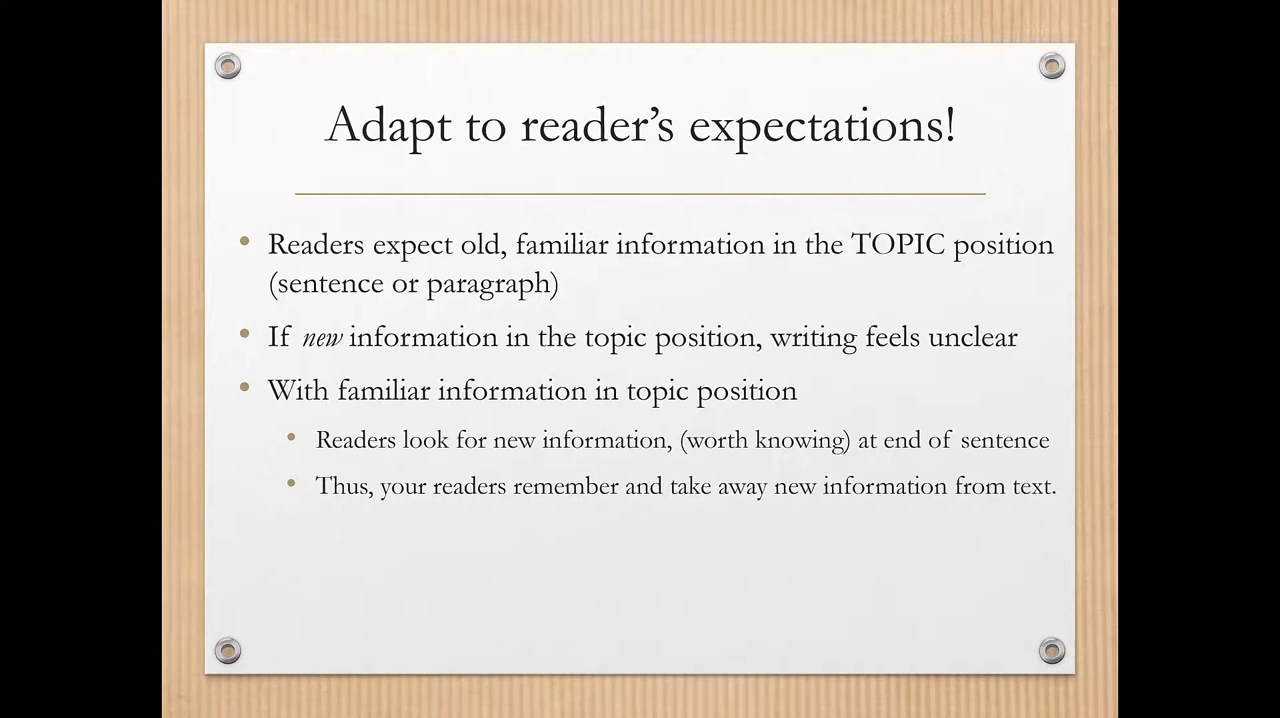 Adapt to reader's expectations!
Readers expect old, familiar information in the TOPIC position
(sentence or paragraph)
If new information in the topic position, writing feels unclear
With familiar information in topic position
Readers look for new information, (worth knowing) at end of sentence
Thus, your readers remember and take away new information from text.